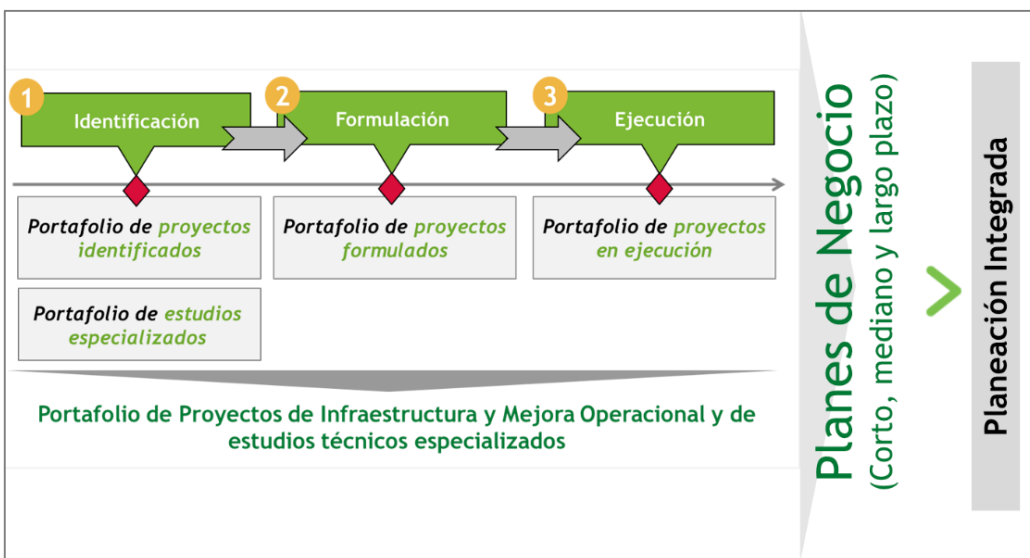 1
Identificación
2
Formulación
3
Ejecución
Portafolio de proyectos
identificados
Portafolio de proyectos
formulados
Portafolio de proyectos
en ejecución
Portafolio de estudios
especializados
Portafolio de Proyectos de Infraestructura y Mejora Operacional y de
estudios técnicos especializados
Planes de Negocio
(Corto, mediano y largo plazo)
Planeación Integrada